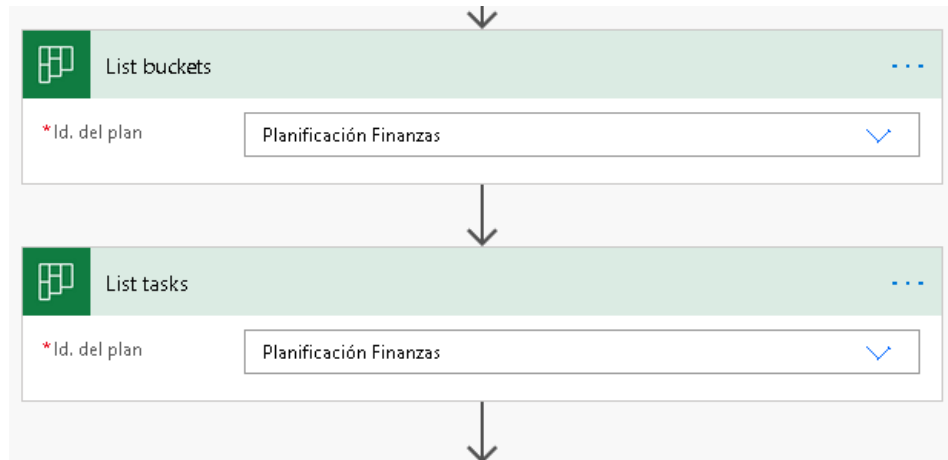 List buckets
*Id. del plan
Planificación Finanzas
List tasks
*Id. del plan
Planificación Finanzas